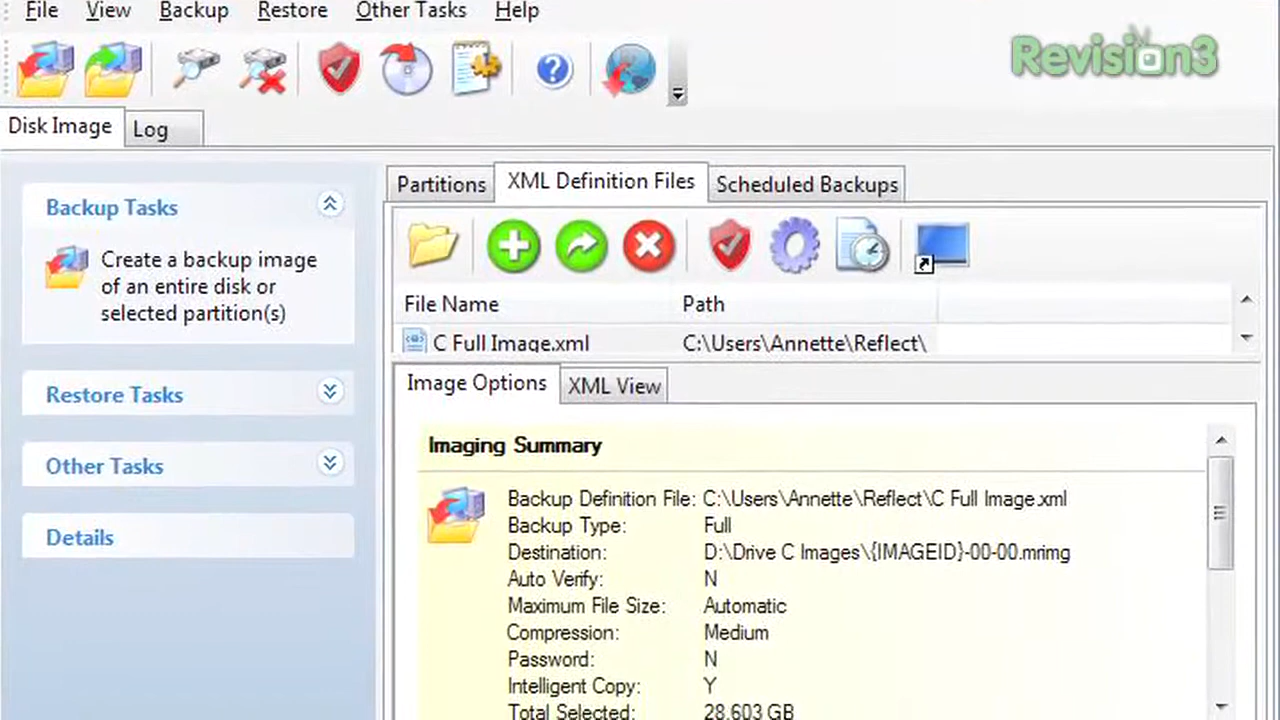 File View Backup Restore Other Tasks Help
Revision3
Disk Image Log
Partitions XML Definition Files Scheduled Backups
Backup Tasks
Create a backup image
of an entire disk or
selected partition(s)
Restore Tasks
Other Tasks
Details
File Name Path
C Full Image.xml C:\Users\Annette\Reflect\
Image Options XML View
Imaging Summary
Backup Definition File: C:\Users\Annette\Reflect\C Full Image.xml
Backup Type: Full
Destination: D:\Drive C Images\{IMAGEID}-00-00.mrimg
Auto Verify: N
Maximum File Size: Automatic
Compression: Medium
Password: N
Intelligent Copy: Y
Total Selected: 28.603 GB